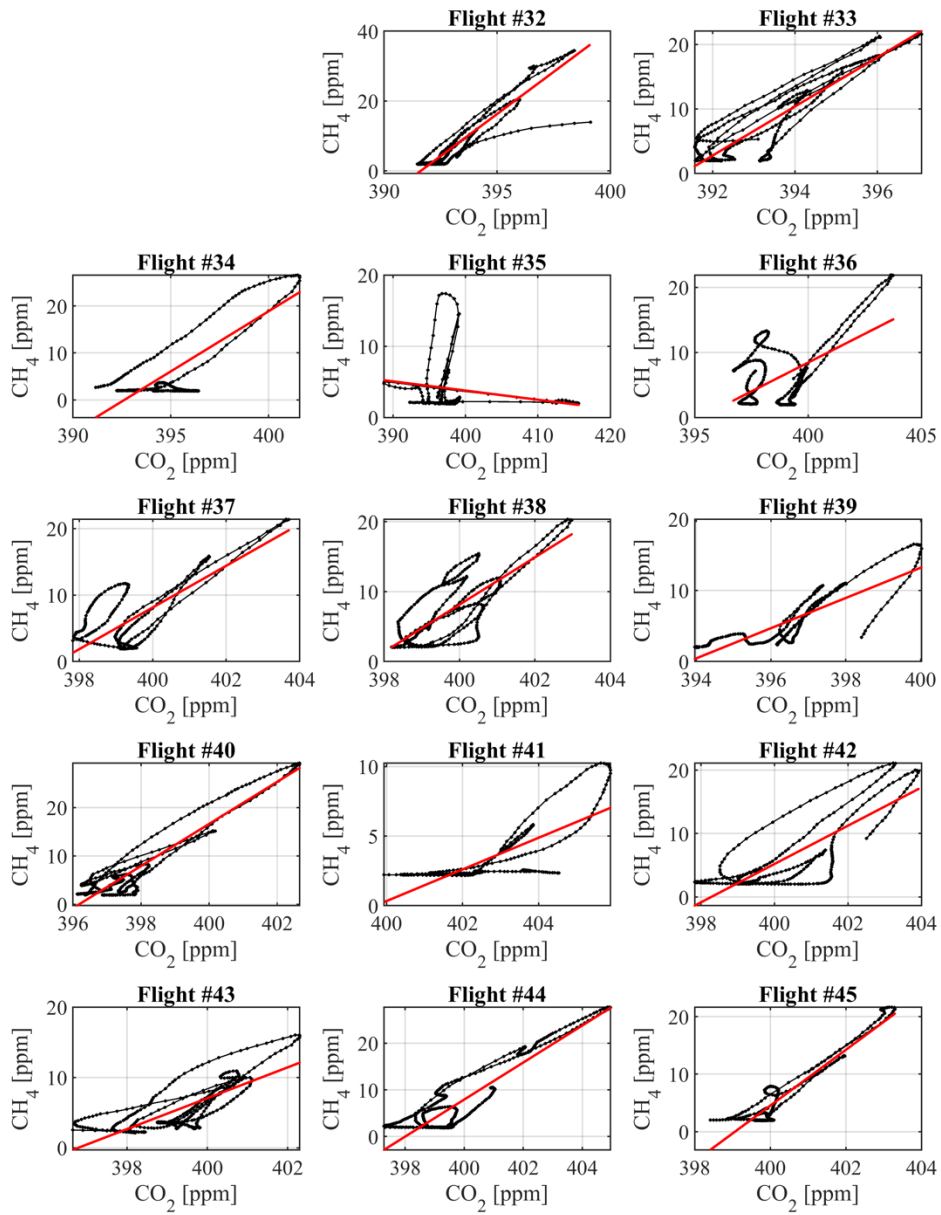 Flight #32 Flight #33
CH4 [ppm] 40 20 0 CH4 [ppm] 20 10 0
390 395 400 392 394 396
CO2 [ppm] CO2 [ppm]
Flight #34 Flight #35 Flight #36
CH4 [ppm] 20 10 0 CH4 [ppm] 20 15 10 5 0 CH4 [ppm] 20 10 0
390 395 400 400 410 420 395 400 405
CO2 [ppm] CO2 [ppm] CO2 [ppm]
Flight #37 Flight #38 Flight #39
CH4 [ppm] 20 10 0 CH4 [ppm] 20 10 0 CH4 [ppm] 20 10 0
398 400 402 404 398 400 402 404 394 396 398 400
CO2 [ppm] CO2 [ppm] CO2 [ppm]
Flight #40 Flight #41 Flight #42
CH4 [ppm] 20 10 0 CH4 [ppm] 10 5 0 CH4 [ppm] 20 10 0
396 398 400 402 400 402 404 398 400 402 404
CO2 [ppm] CO2 [ppm] CO2 [ppm]
Flight #43 Flight #44 Flight #45
CH4 [ppm] 20 10 0 CH4 [ppm] 20 10 0 CH4 [ppm] 20 15 10 5 0
398 400 402 398 400 402 404 400 402 404
CO2 [ppm] CO2 [ppm] CO2 [ppm]